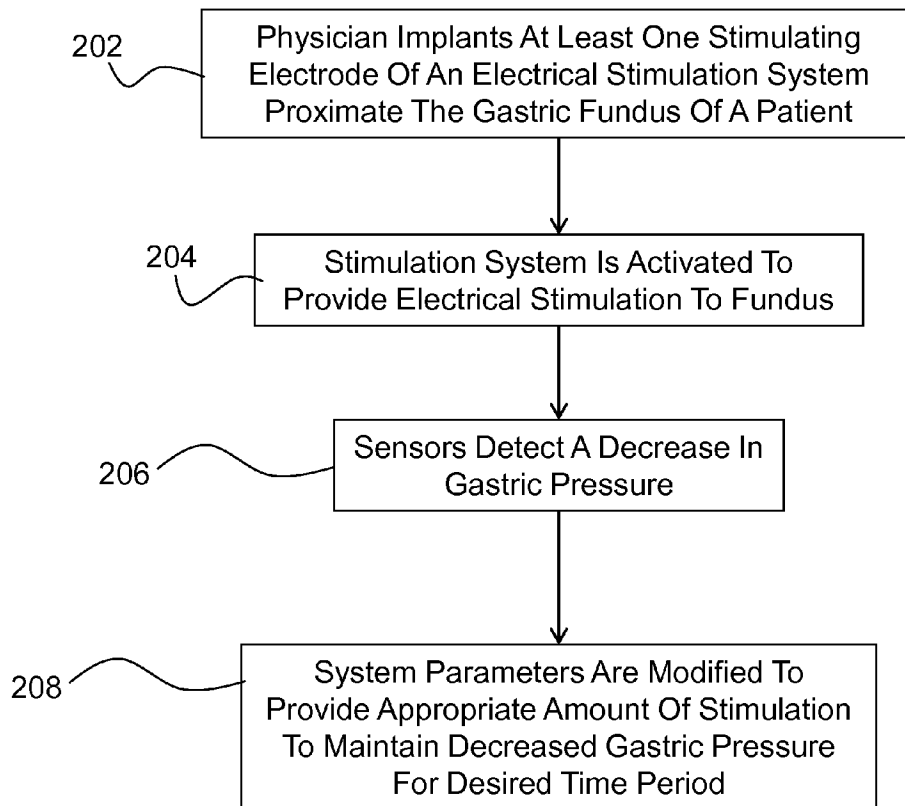 202
Physician Implants At Least One Stimulating
Electrode Of An Electrical Stimulation System
Proximate The Gastric Fundus Of A Patient
204
Stimulation System Is Activated To
Provide Electrical Stimulation To Fundus
206
Sensors Detect A Decrease In
Gastric Pressure
208
System Parameters Are Modified To
Provide Appropriate Amount Of Stimulation
To Maintain Decreased Gastric Pressure
For Desired Time Period